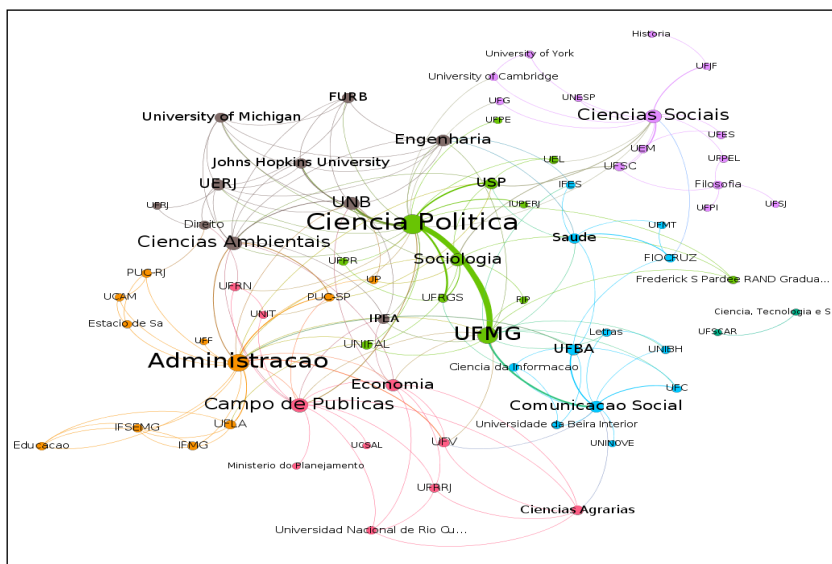 Historia
University of York
UFJF
University of Cambridge
FURB
UFG
UNESP
University of Michigan
UFPE
Ciencias Sociais
Engenharia
UFES
UEM
Johns Hopkins University
UEL
UFSC
UFPEL
UERJ
USP
IFES
Filosofia
UFRJ
UNB
IUPERJ
UFPI
UFSJ
Direito
Ciencia Politica
UFMT
Ciencias Ambientais
Saude
Sociologia
FIOCRUZ
UFPR
PUC-RJ
UP
Frederick S Pardee RAND Gradua...
UFRN
PUC-SP
UFRGS
FJP
UCAM
UNIT
IPEA
Ciencia, Tecnologia e S
Estacio de Sa
UFMG
Letras
UFSCAR
UFF
UNIFAL
UFBA
UNIBH
Administracao
Ciencia da Informacao
Economia
UFC
Campo de Publicas
Comunicacao Social
IFSEMG
UFLA
Universidade da Beira Interior
Educacao
IFMG
UCSAL
UFV
UNINOVE
Ministerio do Planejamento
UFRRJ
Ciencias Agrarias
Universidad Nacional de Rio Cu...